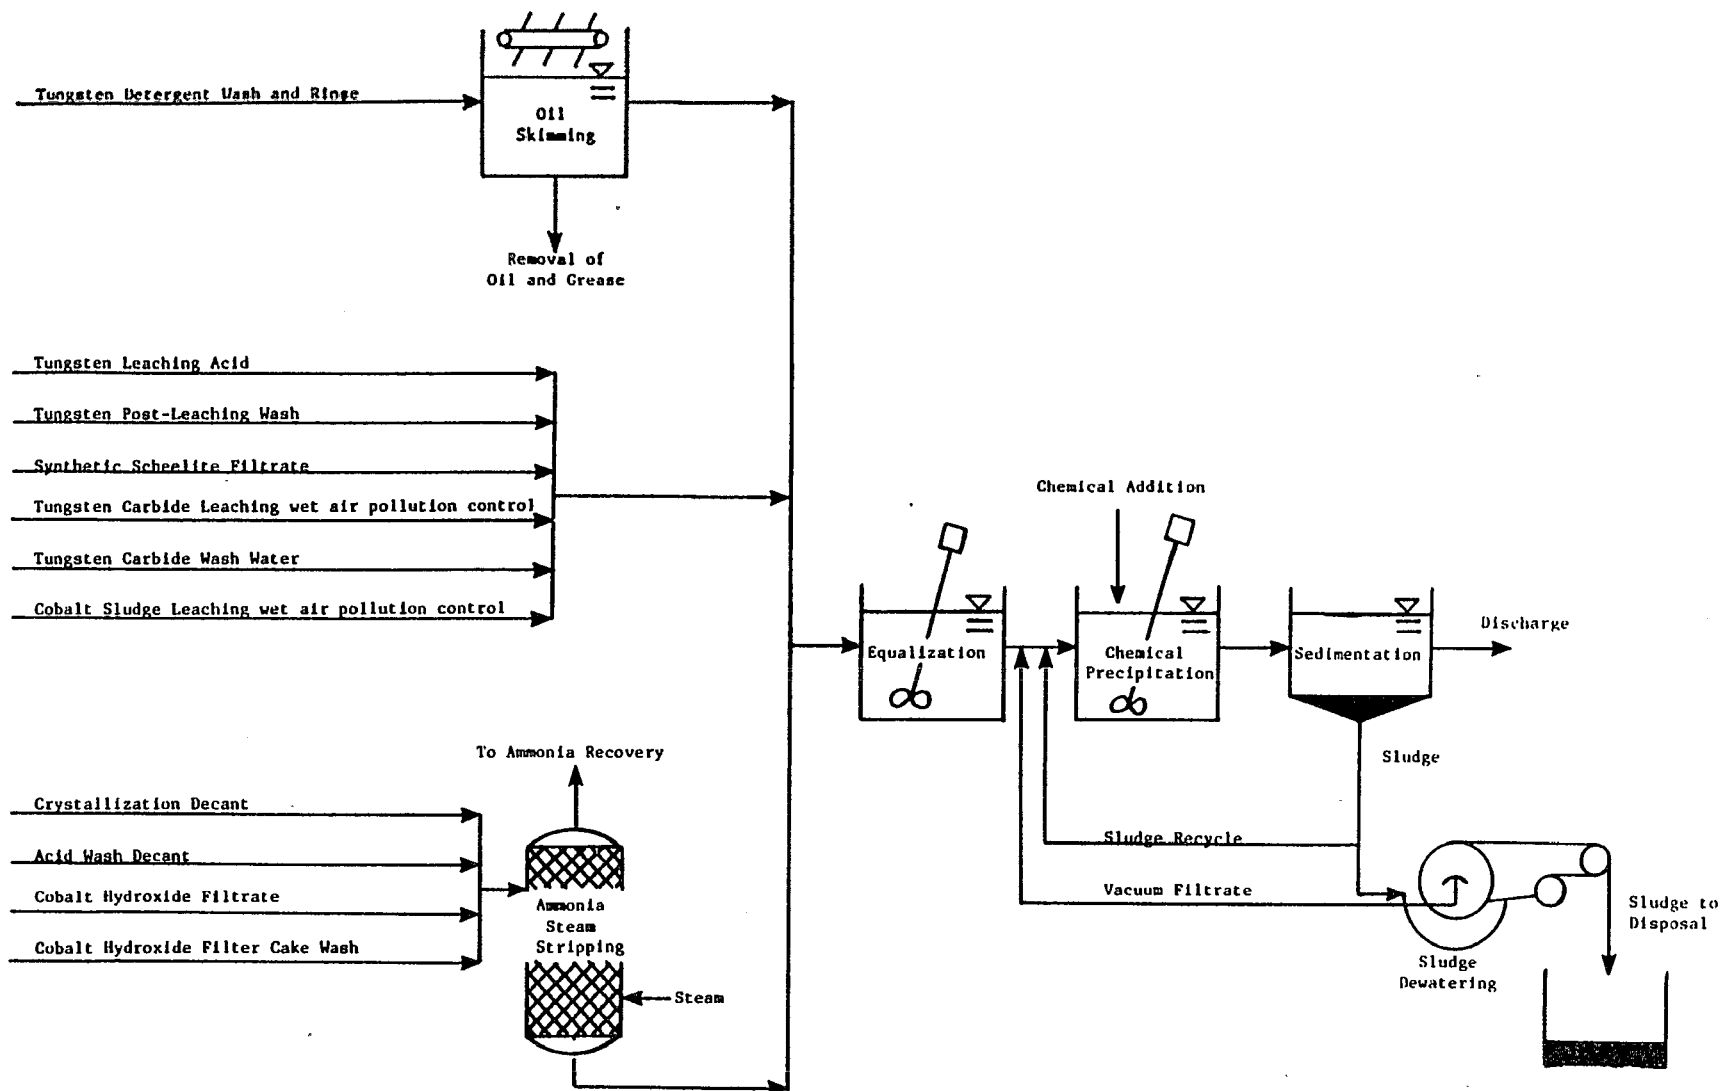 Tungsten Detergent Wash and Rinse
Oil
Skimming
Removal of
Oil and Grease
Tungsten Leaching Acid
Tungsten Post-Leaching Wash
Synthetic Scheelite Filtrate
Tungsten Carbide Leaching wet air pollution control
Tungsten Carbide Wash Water
Cobalt Sludge Leaching wet air pollution control
Chemical Addition
Equalization
Chemical
Precipitation
Sedimentation
Discharge
Sludge
To Ammonia Recovery
Crystallization Decant
Acid Wash Decant
Cobalt Hydroxide Filtrate
Cobalt Hydroxide Filter Cake Wash
Ammonia
Steam
Stripping
Steam
Sludge Recycle
Vacuum Filtrate
Sludge to
Disposal
Sludge
Dewatering